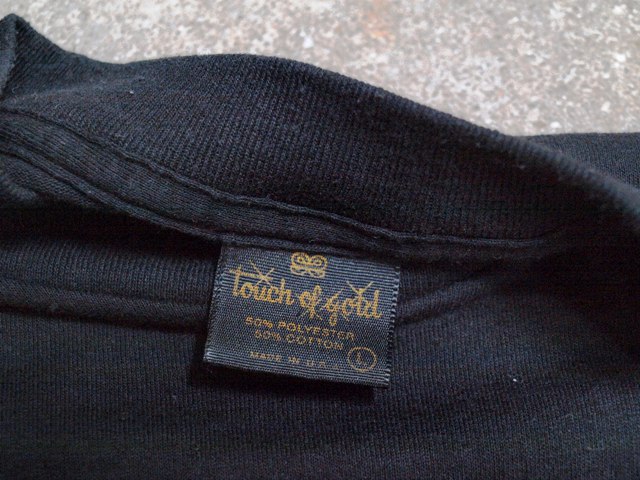 touch of gold
50% POLYESTER
50% COTTON
L
MADE IN U.S.A.